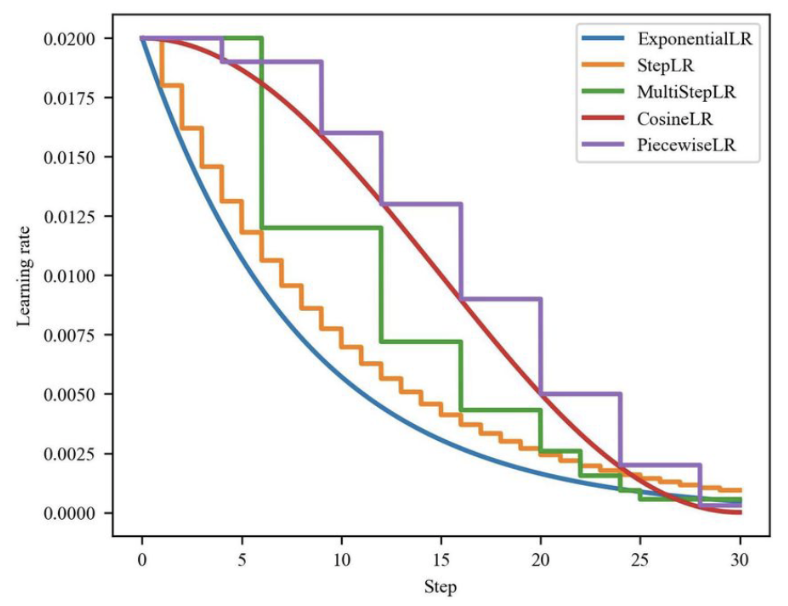 0.0200
0.0175
0.0150
0.0125
0.0100
0.0075
0.0050
0.0025
0.0000
Learning rate
ExponentialLR
StepLR
MultiStepLR
CosineLR
PiecewiseLR
0 5 10 15 20 25 30
Step